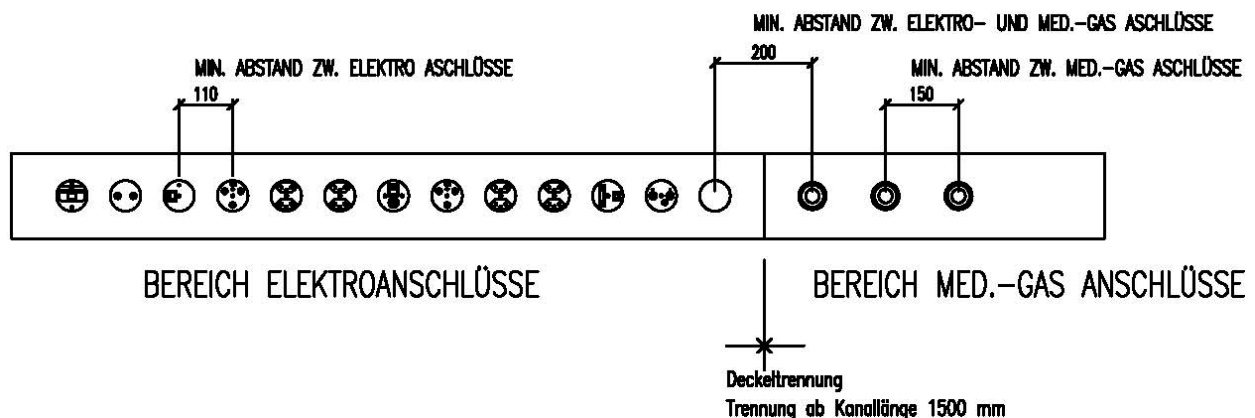 MIN. ABSTAND ZW. ELEKTRO- UND MED.-GAS ASCHLÜSSE
200
MIN. ABSTAND ZW. ELEKTRO ASCHLÜSSE
MIN. ABSTAND ZW. MED.-GAS ASCHLÜSSE
110
150
BEREICH ELEKTROANSCHLÜSSE
BEREICH MED.-GAS ANSCHLÜSSE
Deckeltrennung
Trennung ab Kanallänge 1500 mm